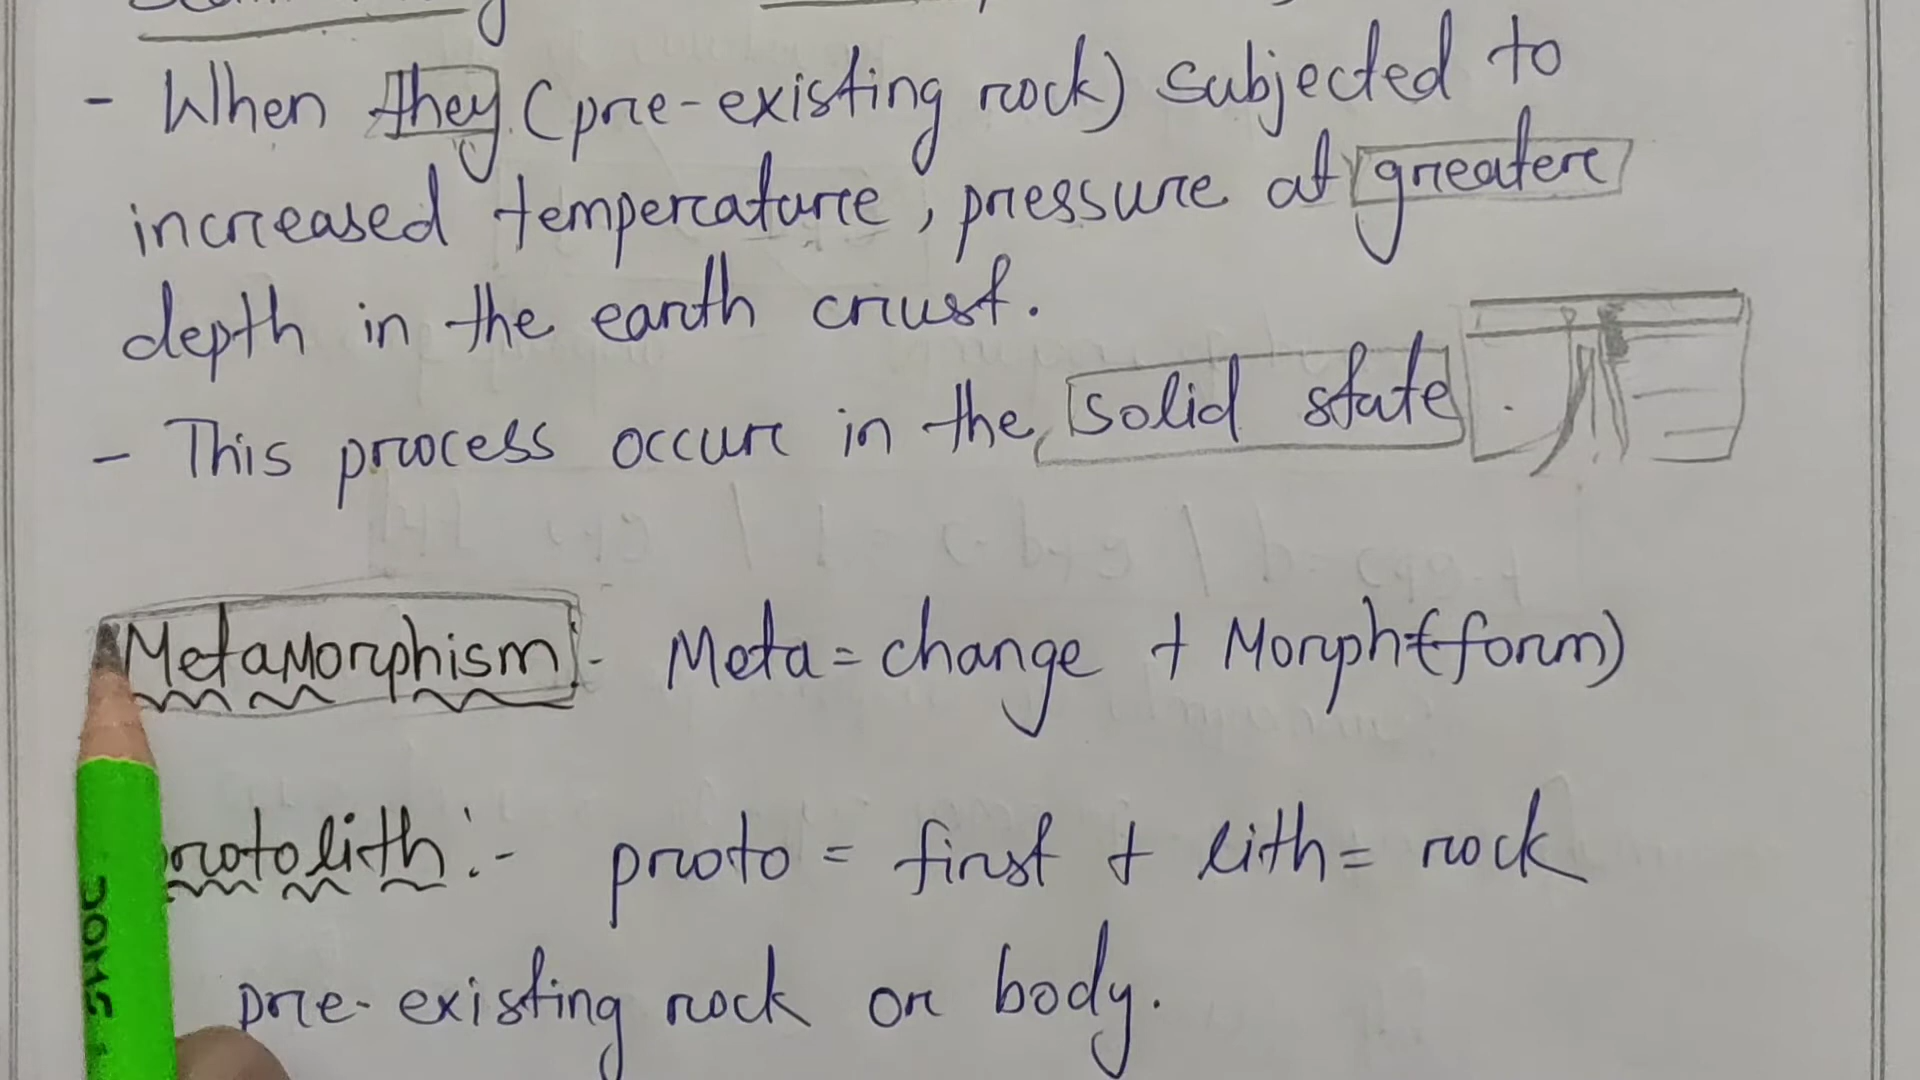 - When they (pre-existing rock) subjected to
increased temperature, pressure at greater
depth in the earth crust.
- This process occur in the solid state
Metamorphism:- Meta = change + Morph (form)
protolith:- proto = first + lith = rock
pre-existing rock or body.
DOMS